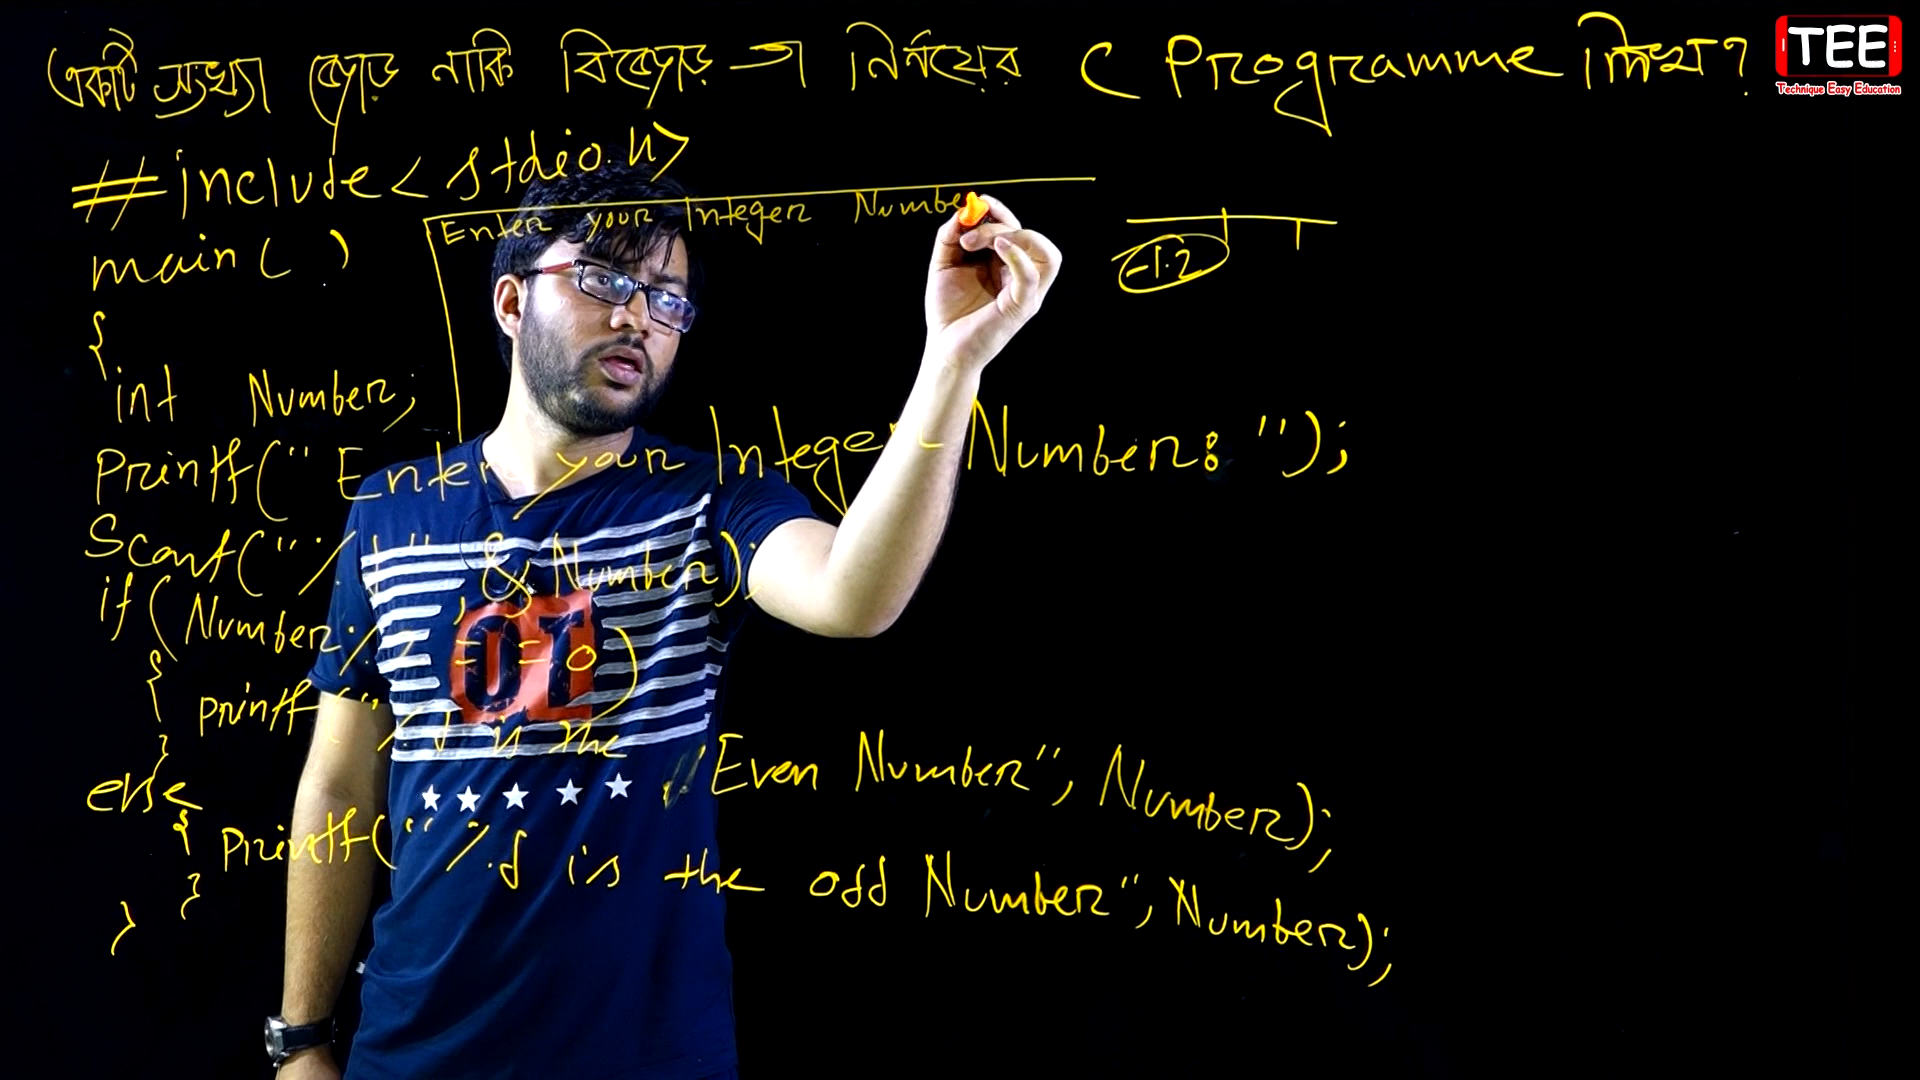 একটি সংখ্যা জোড় নাকি বিজোড় তা নির্ণয়ের C Programme লিখ?
TEE
Technique Easy Education
#include<stdio.h>
main( )
Enter your Integer Number
-1.2
{
int Number;
Printf("Enter your Integer Number: ");
Scanf("%d", & Number);
if(Number % == 0)
{ printf("%d is the Even Number", Number);
}
else
{ printf("%d is the odd Number", Number);
}
}